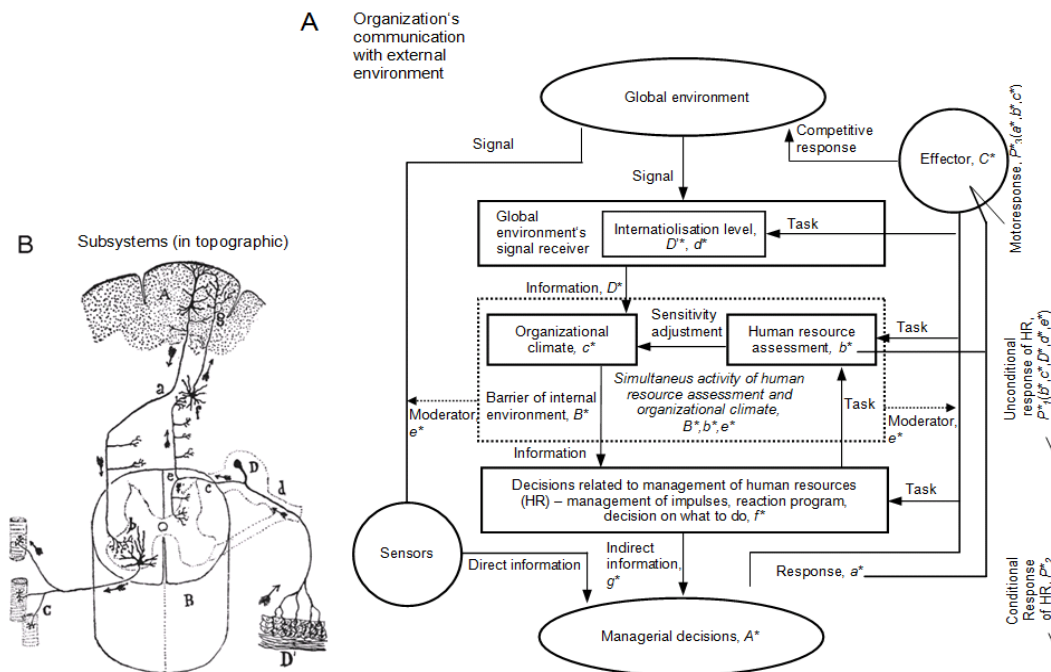 A
Organization's
communication
with external
environment
Global environment
Signal
Signal
Competitive
response
Effector, C*
Motoresponse, P*3(a*,b*,c*)
Global
environment's
signal receiver
Internatiolisation level,
D'*, d*
Task
Information, D*
Organizational
climate, c*
Sensitivity
adjustment
Human resource
assessment, b*
Task
Simultaneus activity of human
resource assessment and
organizational climate,
B*,b*,e*
Barrier of internal
environment, B*
Moderator,
e*
Task
Moderator,
e*
Unconditional
response of HR,
P*1(b*,c*,D*,d*,e*)
Information
Decisions related to management of human resources
(HR) – management of impulses, reaction program,
decision on what to do, f*
Task
Sensors
Direct information
Indirect
information,
g*
Response, a*
Managerial decisions, A*
Conditional
Response
of HR, P*2
B
Subsystems (in topographic)
A
g
a
f
e
c
D
d
b
B
C
D'